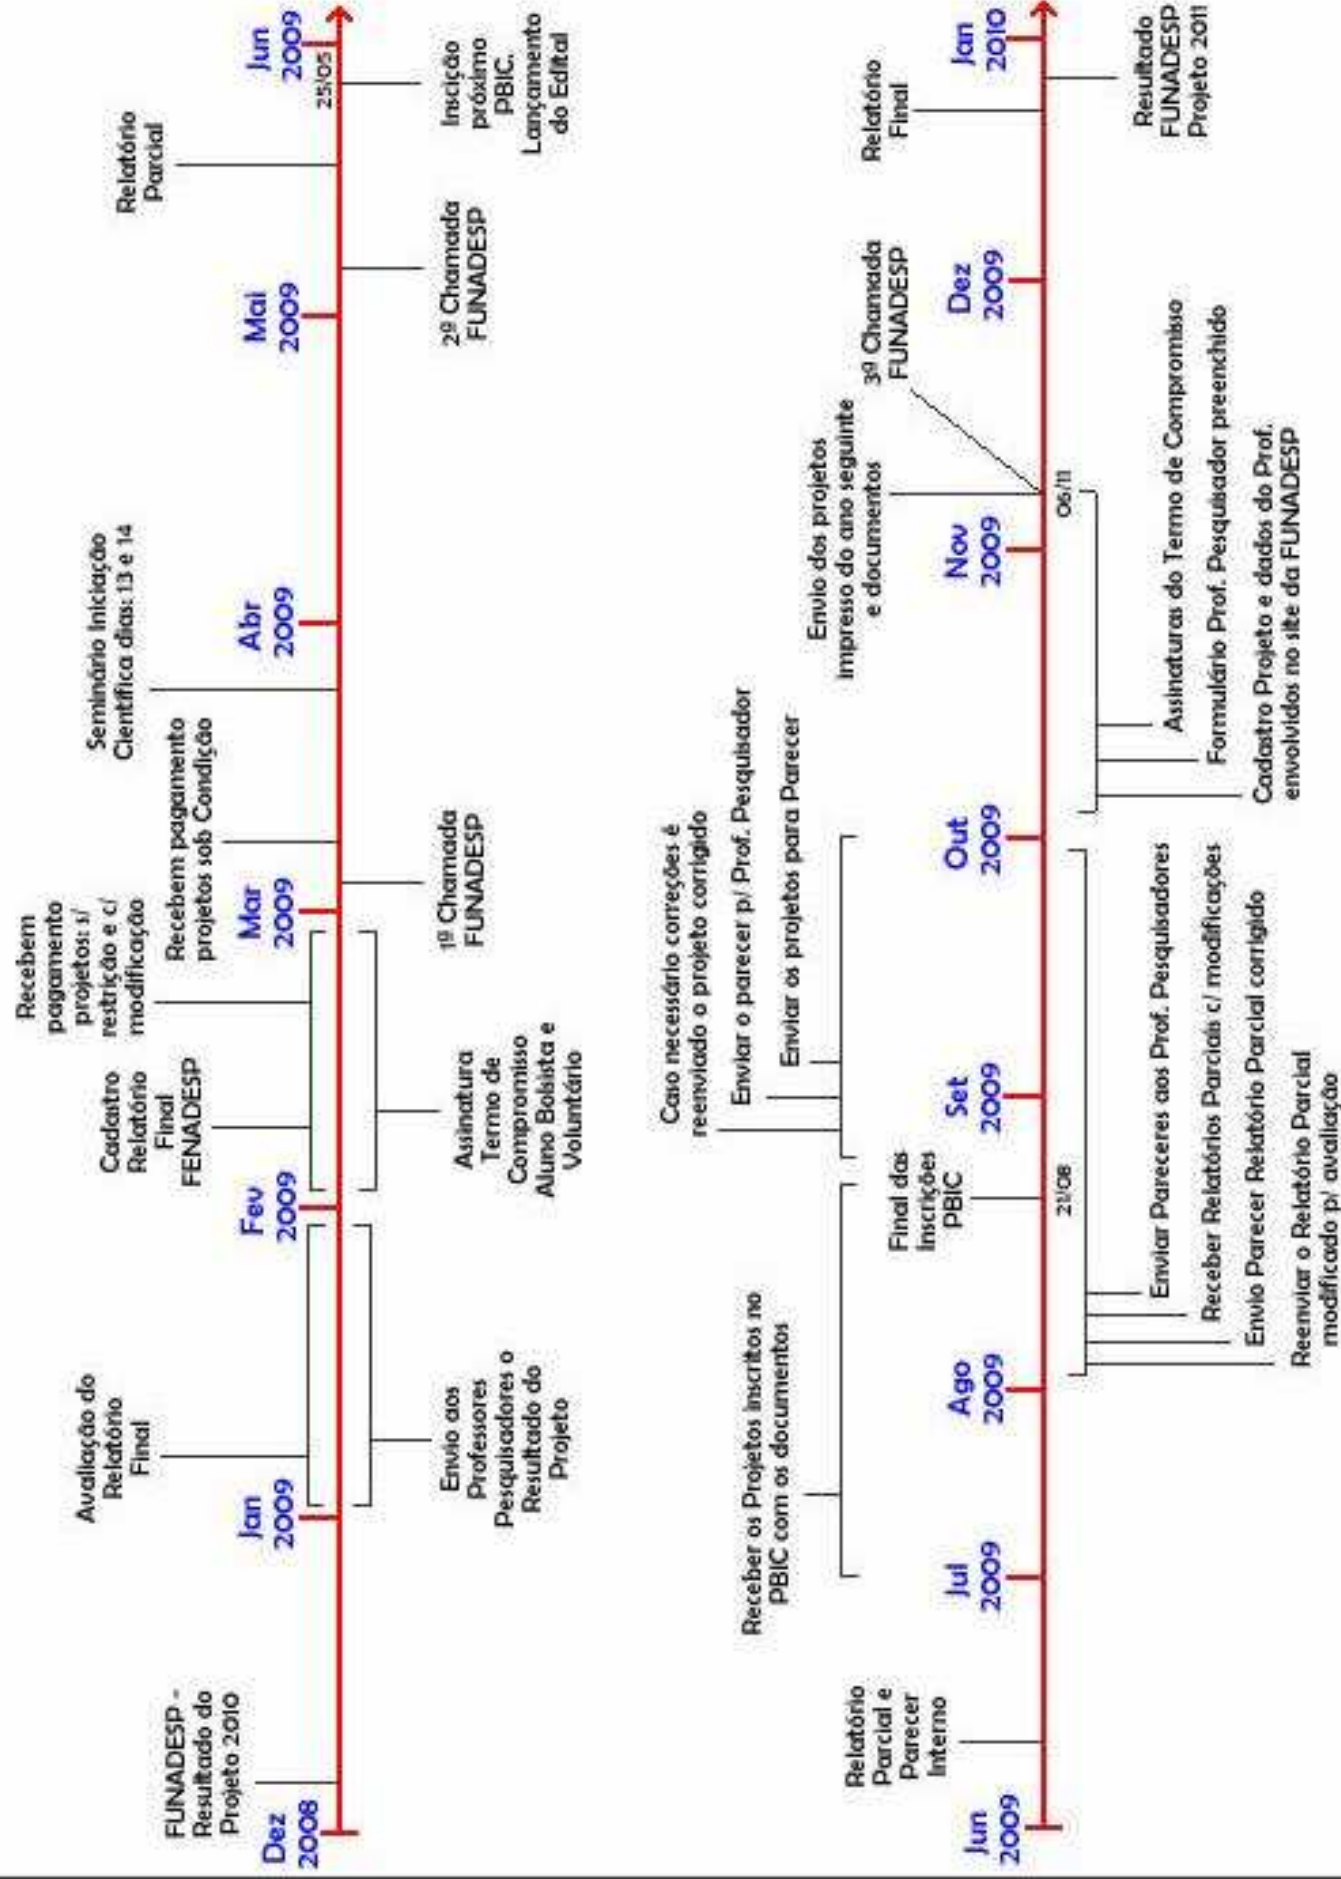 FUNADESP -
Resultado do
Projeto 2010
Avaliação do
Relatório
Final
Cadastro
Relatório
Final
FENADESP
Recebem
pagamento
projetos: s/
restrição e c/
modificação
Recebem pagamento
projetos sob Condição
Seminário Iniciação
Científica dias: 13 e 14
Relatório
Parcial
Dez
2008
Jan
2009
Fev
2009
Mar
2009
Abr
2009
Mai
2009
Jun
2009
25/05
Envio aos
Professores
Pesquisadores o
Resultado do
Projeto
Assinatura
Termo de
Compromisso
Aluno Bolsista e
Voluntário
1º Chamada
FUNADESP
2º Chamada
FUNADESP
Inscição
próximo
PBIC.
Lançamento
do Edital
Relatório
Parcial e
Parecer
Interno
Receber os Projetos inscritos no
PBIC com os documentos
Final das
inscrições
PBIC
Caso necessário correções é
reenviado o projeto corrigido
Enviar o parecer p/ Prof. Pesquisador
Enviar os projetos para Parecer
Envio dos projetos
impresso do ano seguinte
e documentos
3º Chamada
FUNADESP
Relatório
Final
Jun
2009
Jul
2009
Ago
2009
Set
2009
Out
2009
Nov
2009
Dez
2009
Jan
2010
21/08
06/11
Enviar Pareceres aos Prof. Pesquisadores
Receber Relatórios Parciais c/ modificações
Envio Parecer Relatório Parcial corrigido
Reenviar o Relatório Parcial
modificado p/ avaliação
Assinaturas do Termo de Compromisso
Formulário Prof. Pesquisador preenchido
Cadastro Projeto e dados do Prof.
envolvidos no site da FUNADESP
Resultado
FUNADESP
Projeto 2011